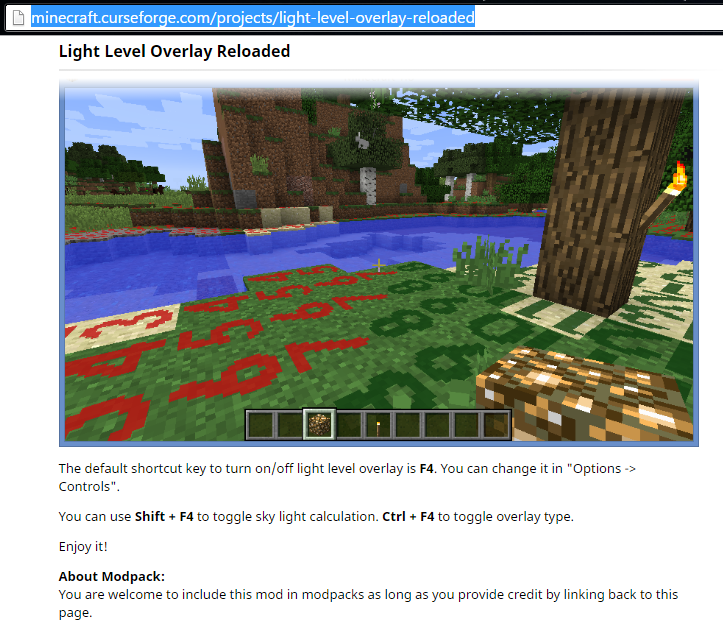 minecraft.curseforge.com/projects/light-level-overlay-reloaded
Light Level Overlay Reloaded
The default shortcut key to turn on/off light level overlay is F4. You can change it in "Options ->
Controls".
You can use Shift + F4 to toggle sky light calculation. Ctrl + F4 to toggle overlay type.
Enjoy it!
About Modpack:
You are welcome to include this mod in modpacks as long as you provide credit by linking back to this
page.